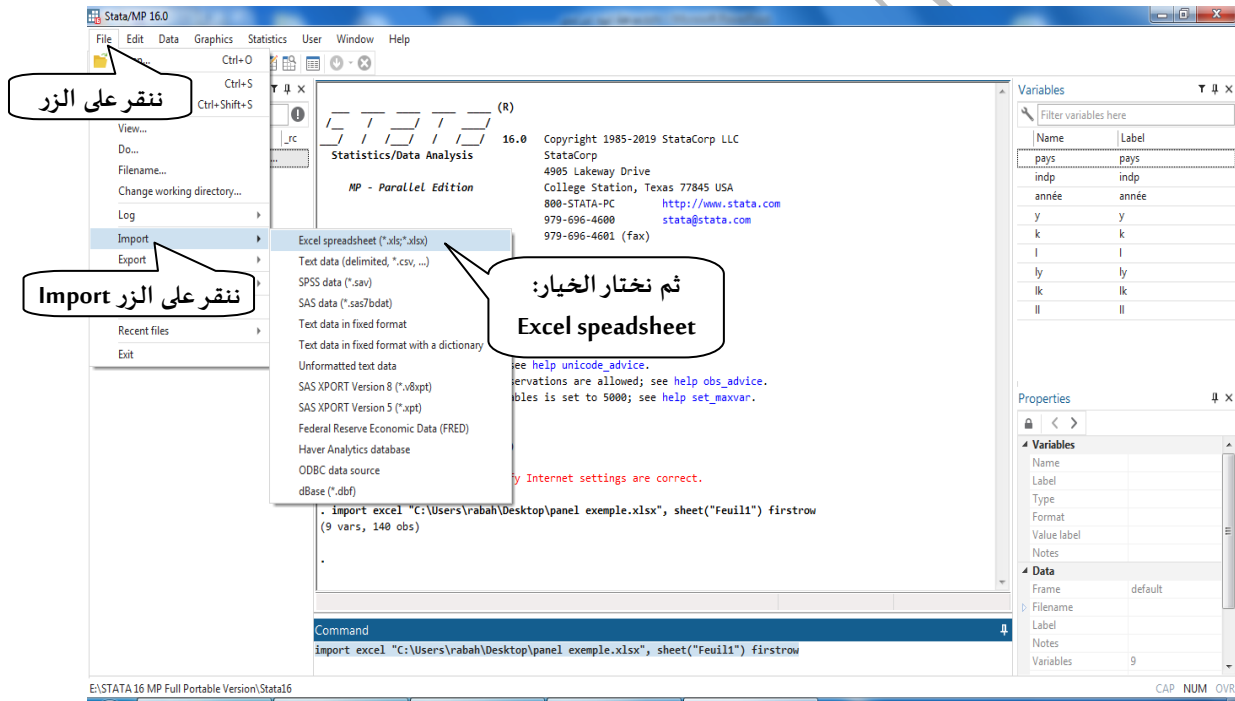 Stata/MP 16.0
File Edit Data Graphics Statistics User Window Help
Ctrl+O
Ctrl+S
Ctrl+Shift+S
ننقر على الزر
View...
Do...
Filename...
Change working directory...
Log
Import
Export
ننقر على الزر Import
Recent files
Exit
_rc
...
Excel spreadsheet (*.xls;*.xlsx)
Text data (delimited, *.csv, ...)
SPSS data (*.sav)
SAS data (*.sas7bdat)
Text data in fixed format
Text data in fixed format with a dictionary
Unformatted text data
SAS XPORT Version 8 (*.v8xpt)
SAS XPORT Version 5 (*.xpt)
Federal Reserve Economic Data (FRED)
Haver Analytics database
ODBC data source
dBase (*.dbf)
ثم نختار الخيار:
Excel speadsheet
(R)
Stata
16.0 Copyright 1985-2019 StataCorp LLC
Statistics/Data Analysis StataCorp
4905 Lakeway Drive
MP - Parallel Edition College Station, Texas 77845 USA
800-STATA-PC http://www.stata.com
979-696-4600 stata@stata.com
979-696-4601 (fax)
see help unicode_advice.
ervations are allowed; see help obs_advice.
bles is set to 5000; see help set_maxvar.
fy Internet settings are correct.
. import excel "C:\Users\rabah\Desktop\panel exemple.xlsx", sheet("Feuil1") firstrow
(9 vars, 140 obs)
.
Command
import excel "C:\Users\rabah\Desktop\panel exemple.xlsx", sheet("Feuil1") firstrow
Variables
Filter variables here
Name Label
pays pays
indp indp
année année
y y
k k
l l
ly ly
lk lk
ll ll
Properties
Variables
Name
Label
Type
Format
Value label
Notes
Data
Frame default
Filename
Label
Notes
Variables 9
E:\STATA 16 MP Full Portable Version\Stata16
CAP NUM OVR